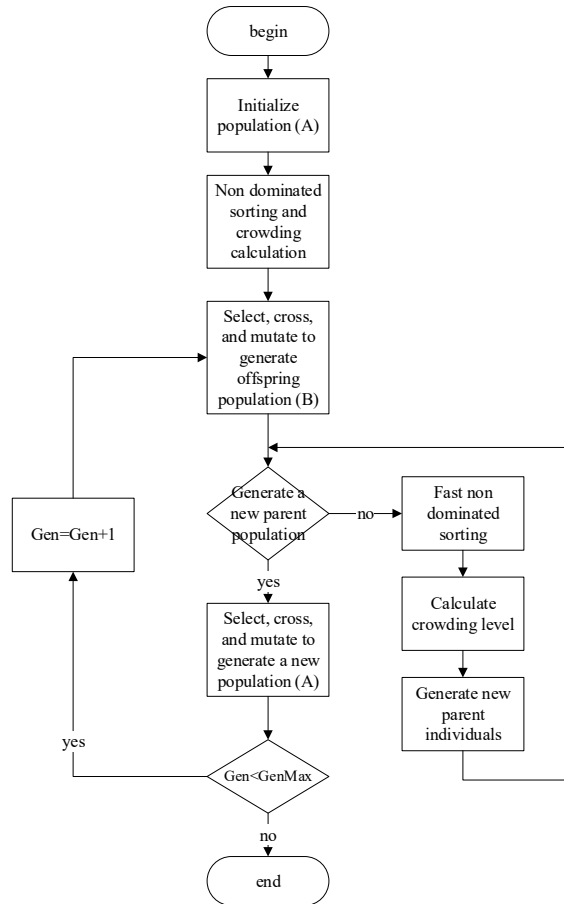 begin
Initialize
population (A)
Non dominated
sorting and
crowding
calculation
Select, cross,
and mutate to
generate
offspring
population (B)
Generate a
new parent
population
no
Fast non
dominated
sorting
Gen=Gen+1
yes
Calculate
crowding level
Select, cross,
and mutate to
generate a new
population (A)
Generate new
parent
individuals
yes
Gen<GenMax
no
end